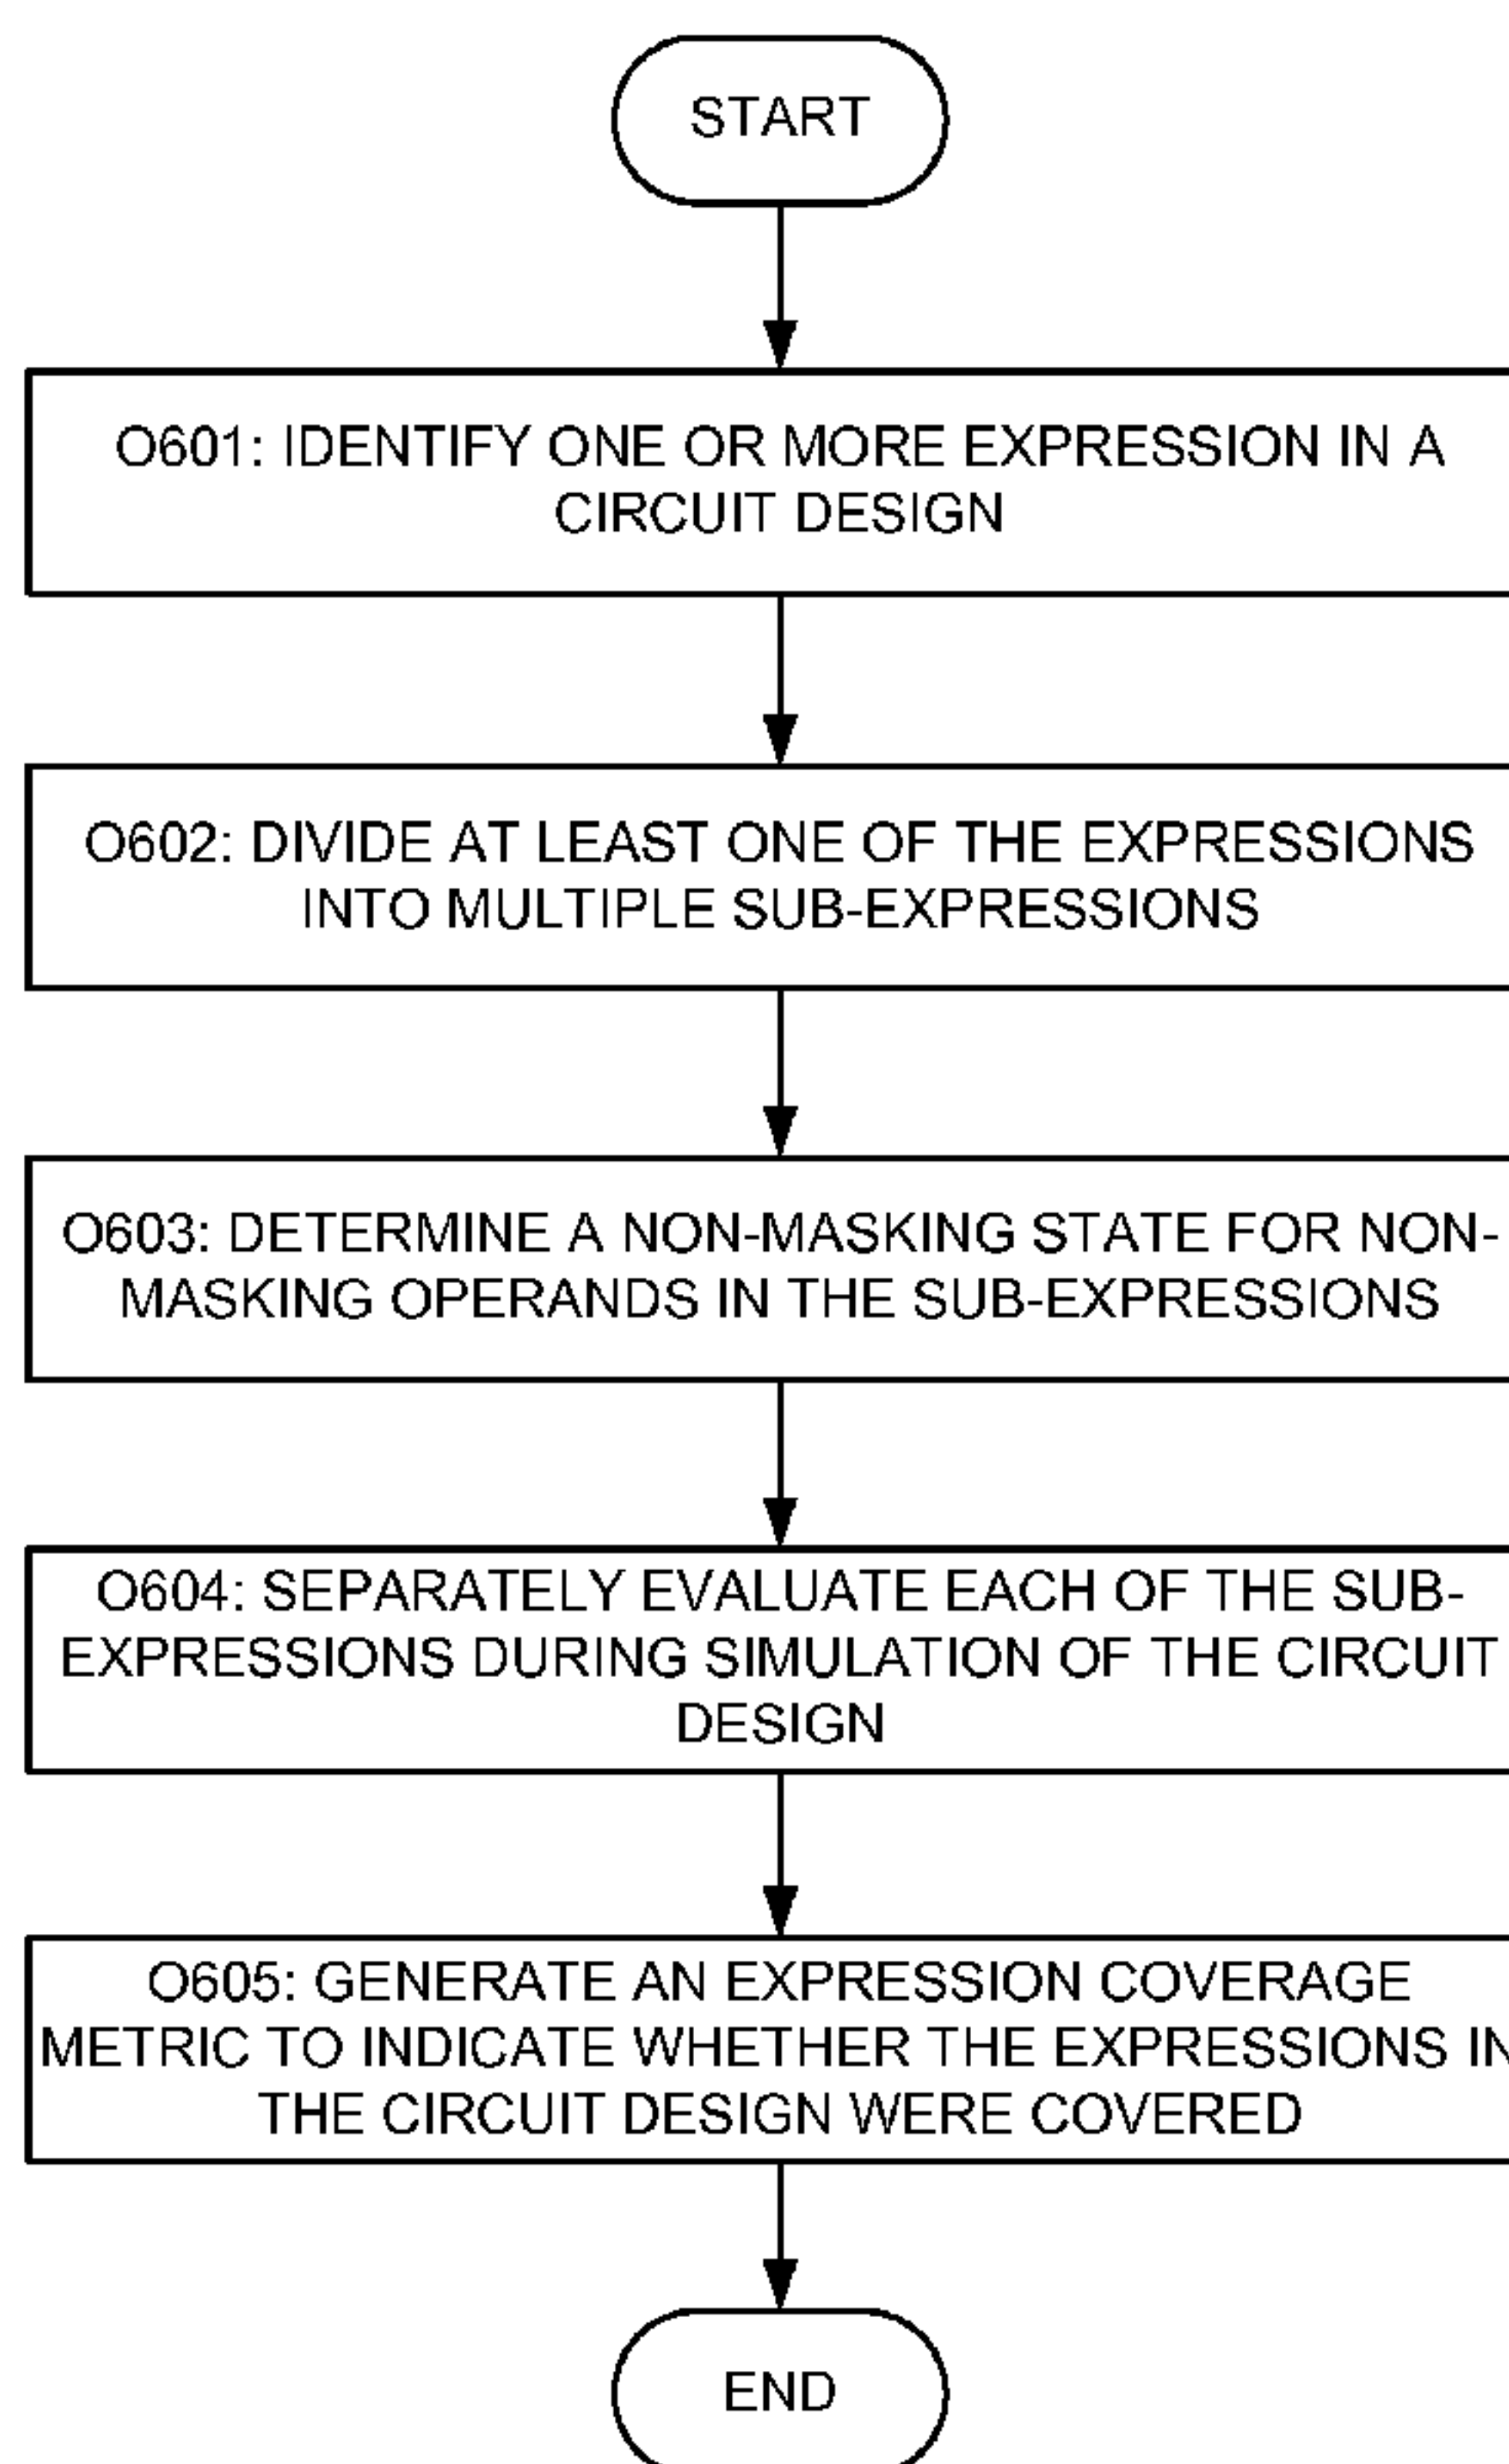 START
O601: IDENTIFY ONE OR MORE EXPRESSION IN A
CIRCUIT DESIGN
O602: DIVIDE AT LEAST ONE OF THE EXPRESSIONS
INTO MULTIPLE SUB-EXPRESSIONS
O603: DETERMINE A NON-MASKING STATE FOR NON-
MASKING OPERANDS IN THE SUB-EXPRESSIONS
O604: SEPARATELY EVALUATE EACH OF THE SUB-
EXPRESSIONS DURING SIMULATION OF THE CIRCUIT
DESIGN
O605: GENERATE AN EXPRESSION COVERAGE
METRIC TO INDICATE WHETHER THE EXPRESSIONS IN
THE CIRCUIT DESIGN WERE COVERED
END